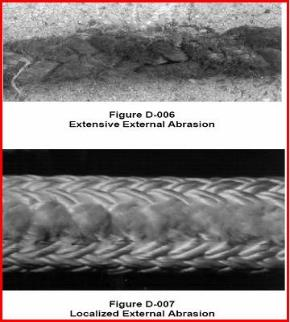 Figure D-006
Extensive External Abrasion
Figure D-007
Localized External Abrasion